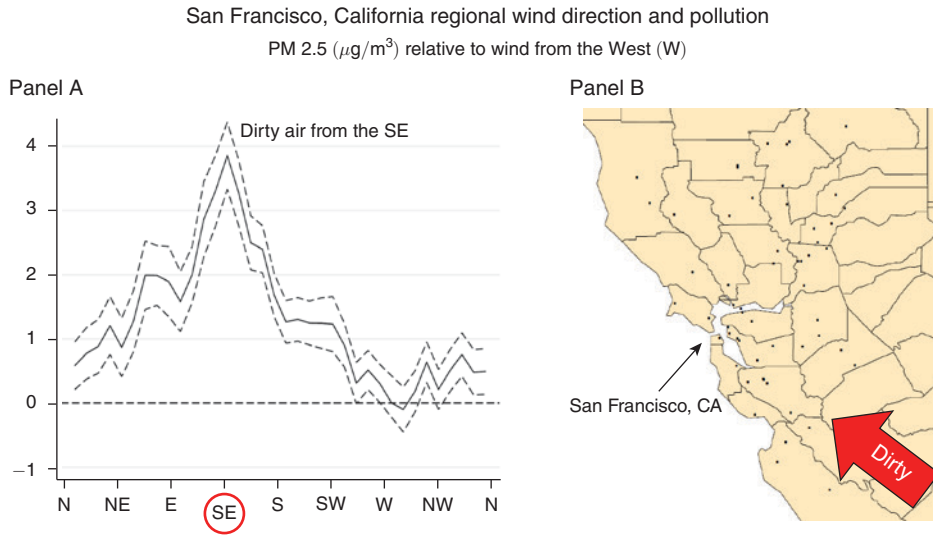 San Francisco, California regional wind direction and pollution
PM 2.5 (μg/m³) relative to wind from the West (W)
Panel A
Panel B
Dirty air from the SE
4
3
2
1
0
−1
N NE E SE S SW W NW N
San Francisco, CA
Dirty